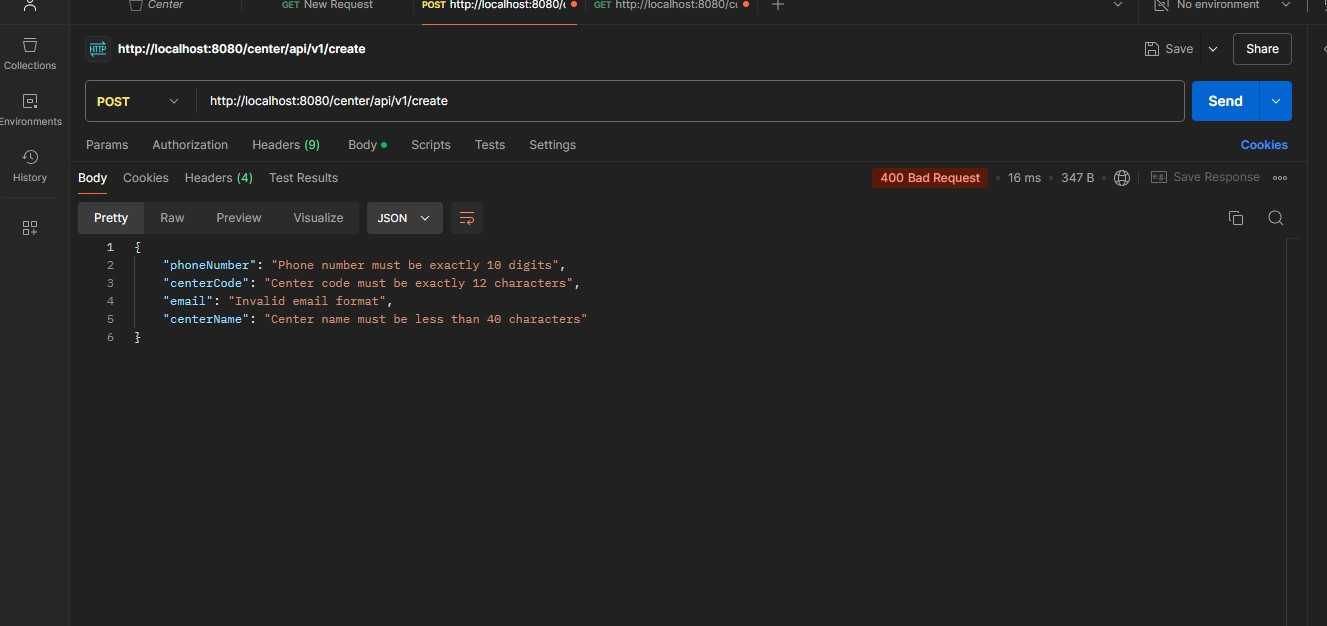 Center
GET New Request
POST http://localhost:8080/c
GET http://localhost:8080/c
No environment
Collections
Environments
History
HTTP http://localhost:8080/center/api/v1/create
Save
Share
POST http://localhost:8080/center/api/v1/create
Send
Params Authorization Headers (9) Body Scripts Tests Settings Cookies
Body Cookies Headers (4) Test Results 400 Bad Request 16 ms 347 B e.g. Save Response
Pretty Raw Preview Visualize JSON
1 {
2 "phoneNumber": "Phone number must be exactly 10 digits",
3 "centerCode": "Center code must be exactly 12 characters",
4 "email": "Invalid email format",
5 "centerName": "Center name must be less than 40 characters"
6 }